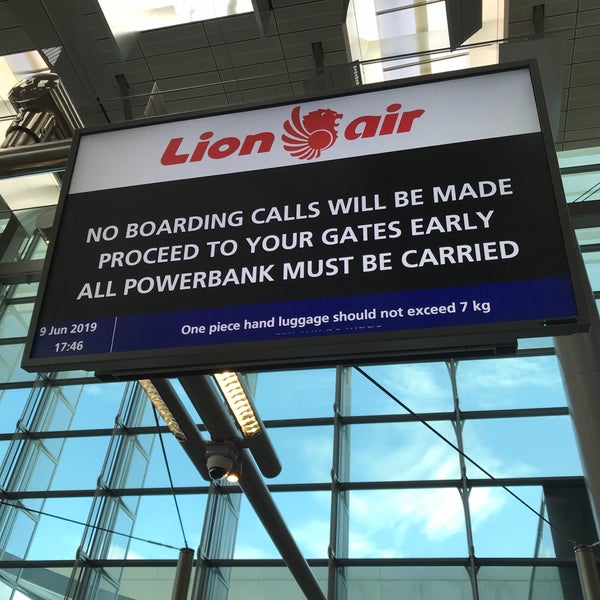 Lion air
NO BOARDING CALLS WILL BE MADE
PROCEED TO YOUR GATES EARLY
ALL POWERBANK MUST BE CARRIED
9 Jun 2019
17:46
One piece hand luggage should not exceed 7 kg